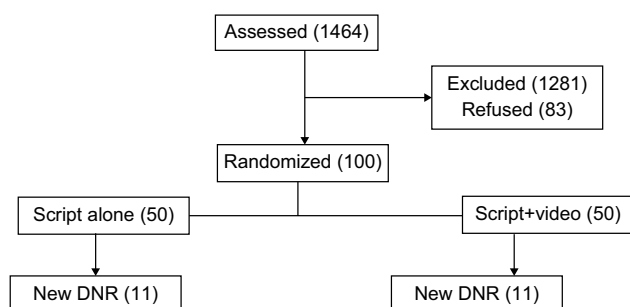 Assessed (1464)
Excluded (1281)
Refused (83)
Randomized (100)
Script alone (50)
Script+video (50)
New DNR (11)
New DNR (11)